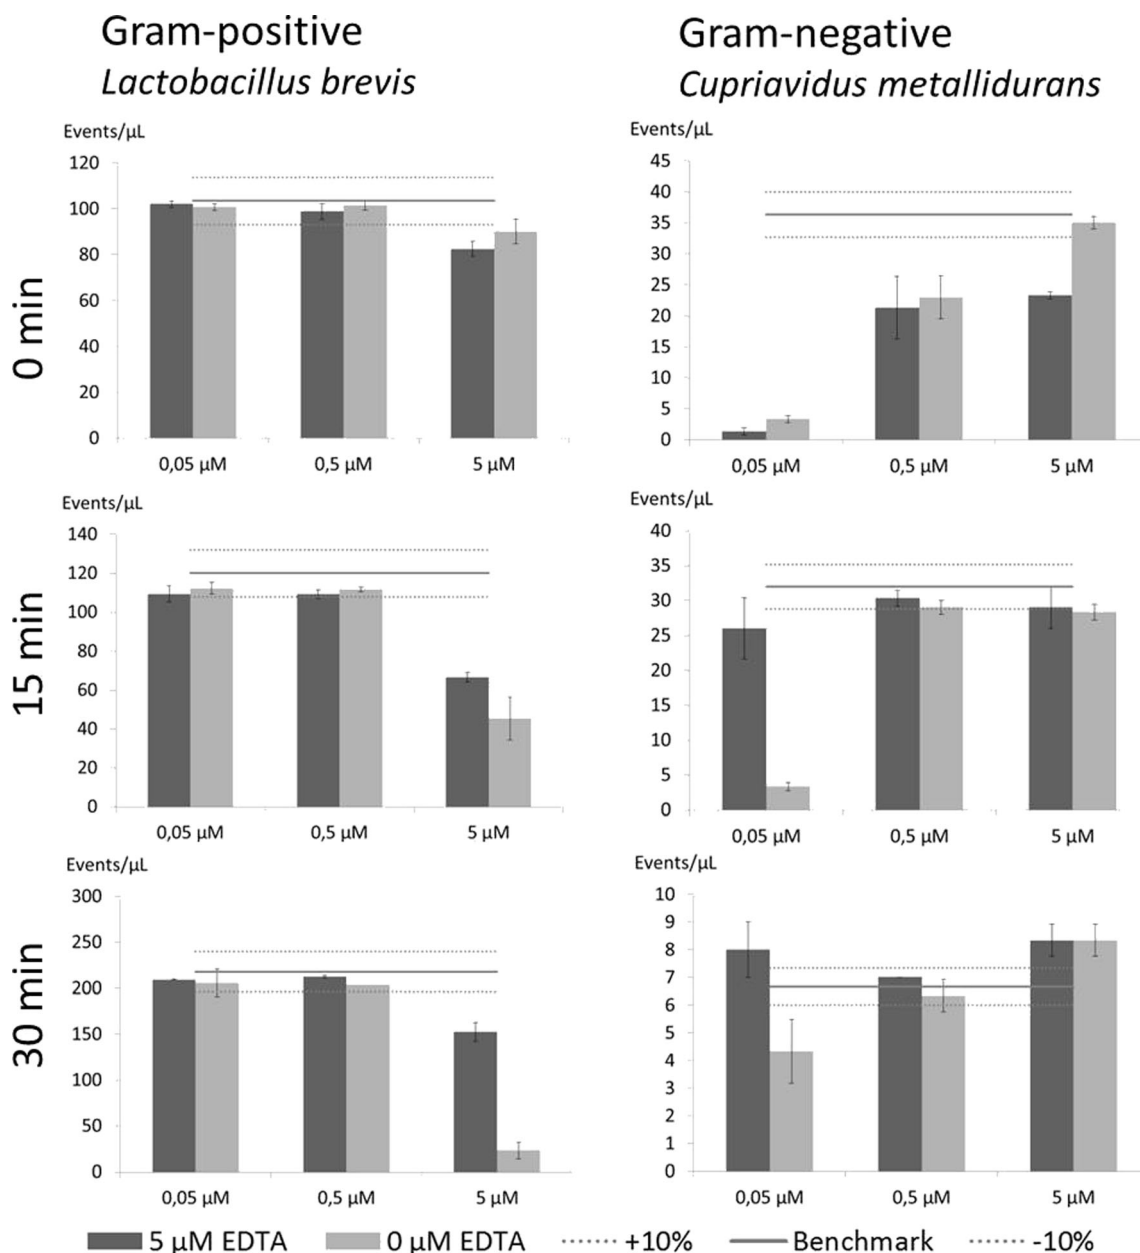 Gram-positive
Lactobacillus brevis
Gram-negative
Cupriavidus metallidurans
0 min
Events/µL
120
100
80
60
40
20
0
0,05 µM 0,5 µM 5 µM
Events/µL
45
40
35
30
25
20
15
10
5
0
0,05 µM 0,5 µM 5 µM
15 min
Events/µL
140
120
100
80
60
40
20
0
0,05 µM 0,5 µM 5 µM
Events/µL
40
35
30
25
20
15
10
5
0
0,05 µM 0,5 µM 5 µM
30 min
Events/µL
300
250
200
150
100
50
0
0,05 µM 0,5 µM 5 µM
Events/µL
10
9
8
7
6
5
4
3
2
1
0
0,05 µM 0,5 µM 5 µM
5 µM EDTA 0 µM EDTA +10% Benchmark -10%